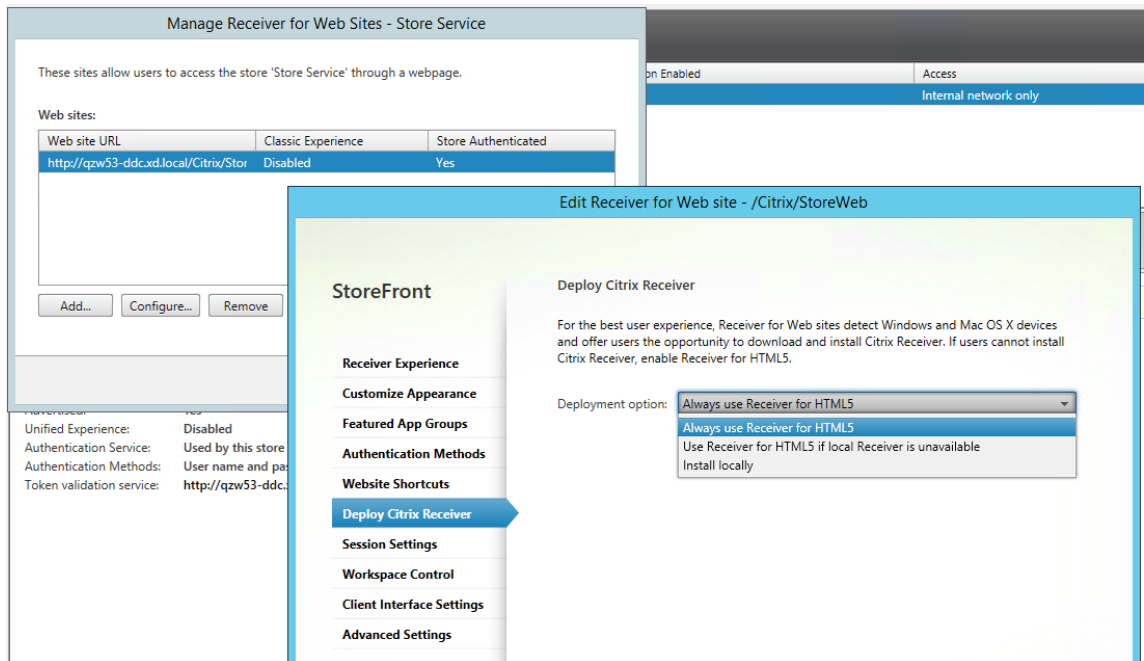 Manage Receiver for Web Sites - Store Service
These sites allow users to access the store 'Store Service' through a webpage.
Web sites:
Web site URL Classic Experience Store Authenticated
http://qzw53-ddc.xd.local/Citrix/Stor Disabled Yes
Add... Configure... Remove
on Enabled Access
Internal network only
Advertised: Yes
Unified Experience: Disabled
Authentication Service: Used by this store
Authentication Methods: User name and pas
Token validation service: http://qzw53-ddc.
Edit Receiver for Web site - /Citrix/StoreWeb
StoreFront
Receiver Experience
Customize Appearance
Featured App Groups
Authentication Methods
Website Shortcuts
Deploy Citrix Receiver
Session Settings
Workspace Control
Client Interface Settings
Advanced Settings
Deploy Citrix Receiver
For the best user experience, Receiver for Web sites detect Windows and Mac OS X devices
and offer users the opportunity to download and install Citrix Receiver. If users cannot install
Citrix Receiver, enable Receiver for HTML5.
Deployment option: Always use Receiver for HTML5
Always use Receiver for HTML5
Use Receiver for HTML5 if local Receiver is unavailable
Install locally